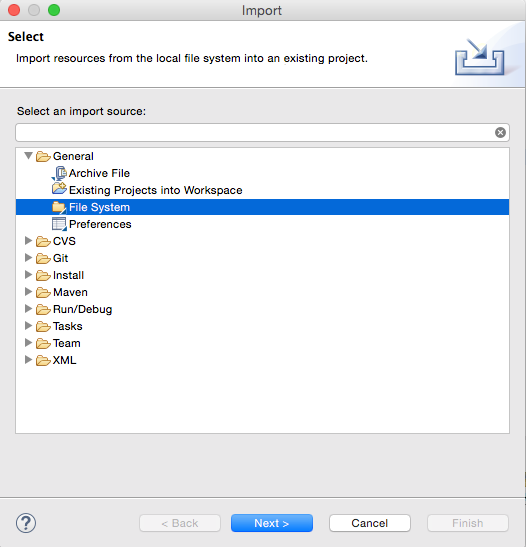 Import
Select
Import resources from the local file system into an existing project.
Select an import source:
General
Archive File
Existing Projects into Workspace
File System
Preferences
CVS
Git
Install
Maven
Run/Debug
Tasks
Team
XML
?
< Back
Next >
Cancel
Finish